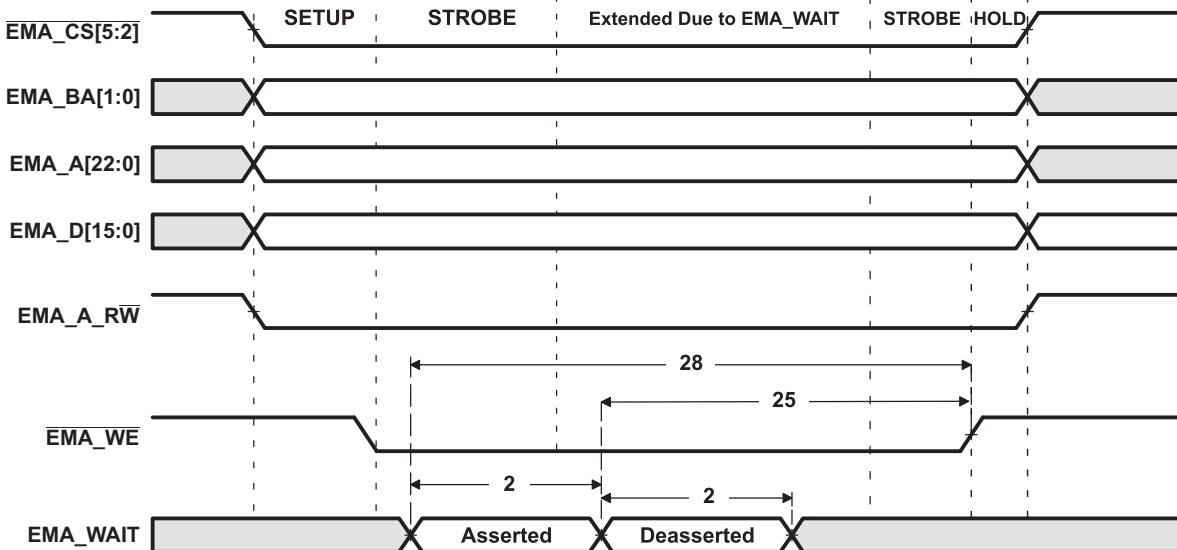 SETUP STROBE Extended Due to EMA_WAIT STROBE HOLD
EMA_CS[5:2]
EMA_BA[1:0]
EMA_A[22:0]
EMA_D[15:0]
EMA_A_RW
28
25
EMA_WE
2
2
EMA_WAIT Asserted Deasserted